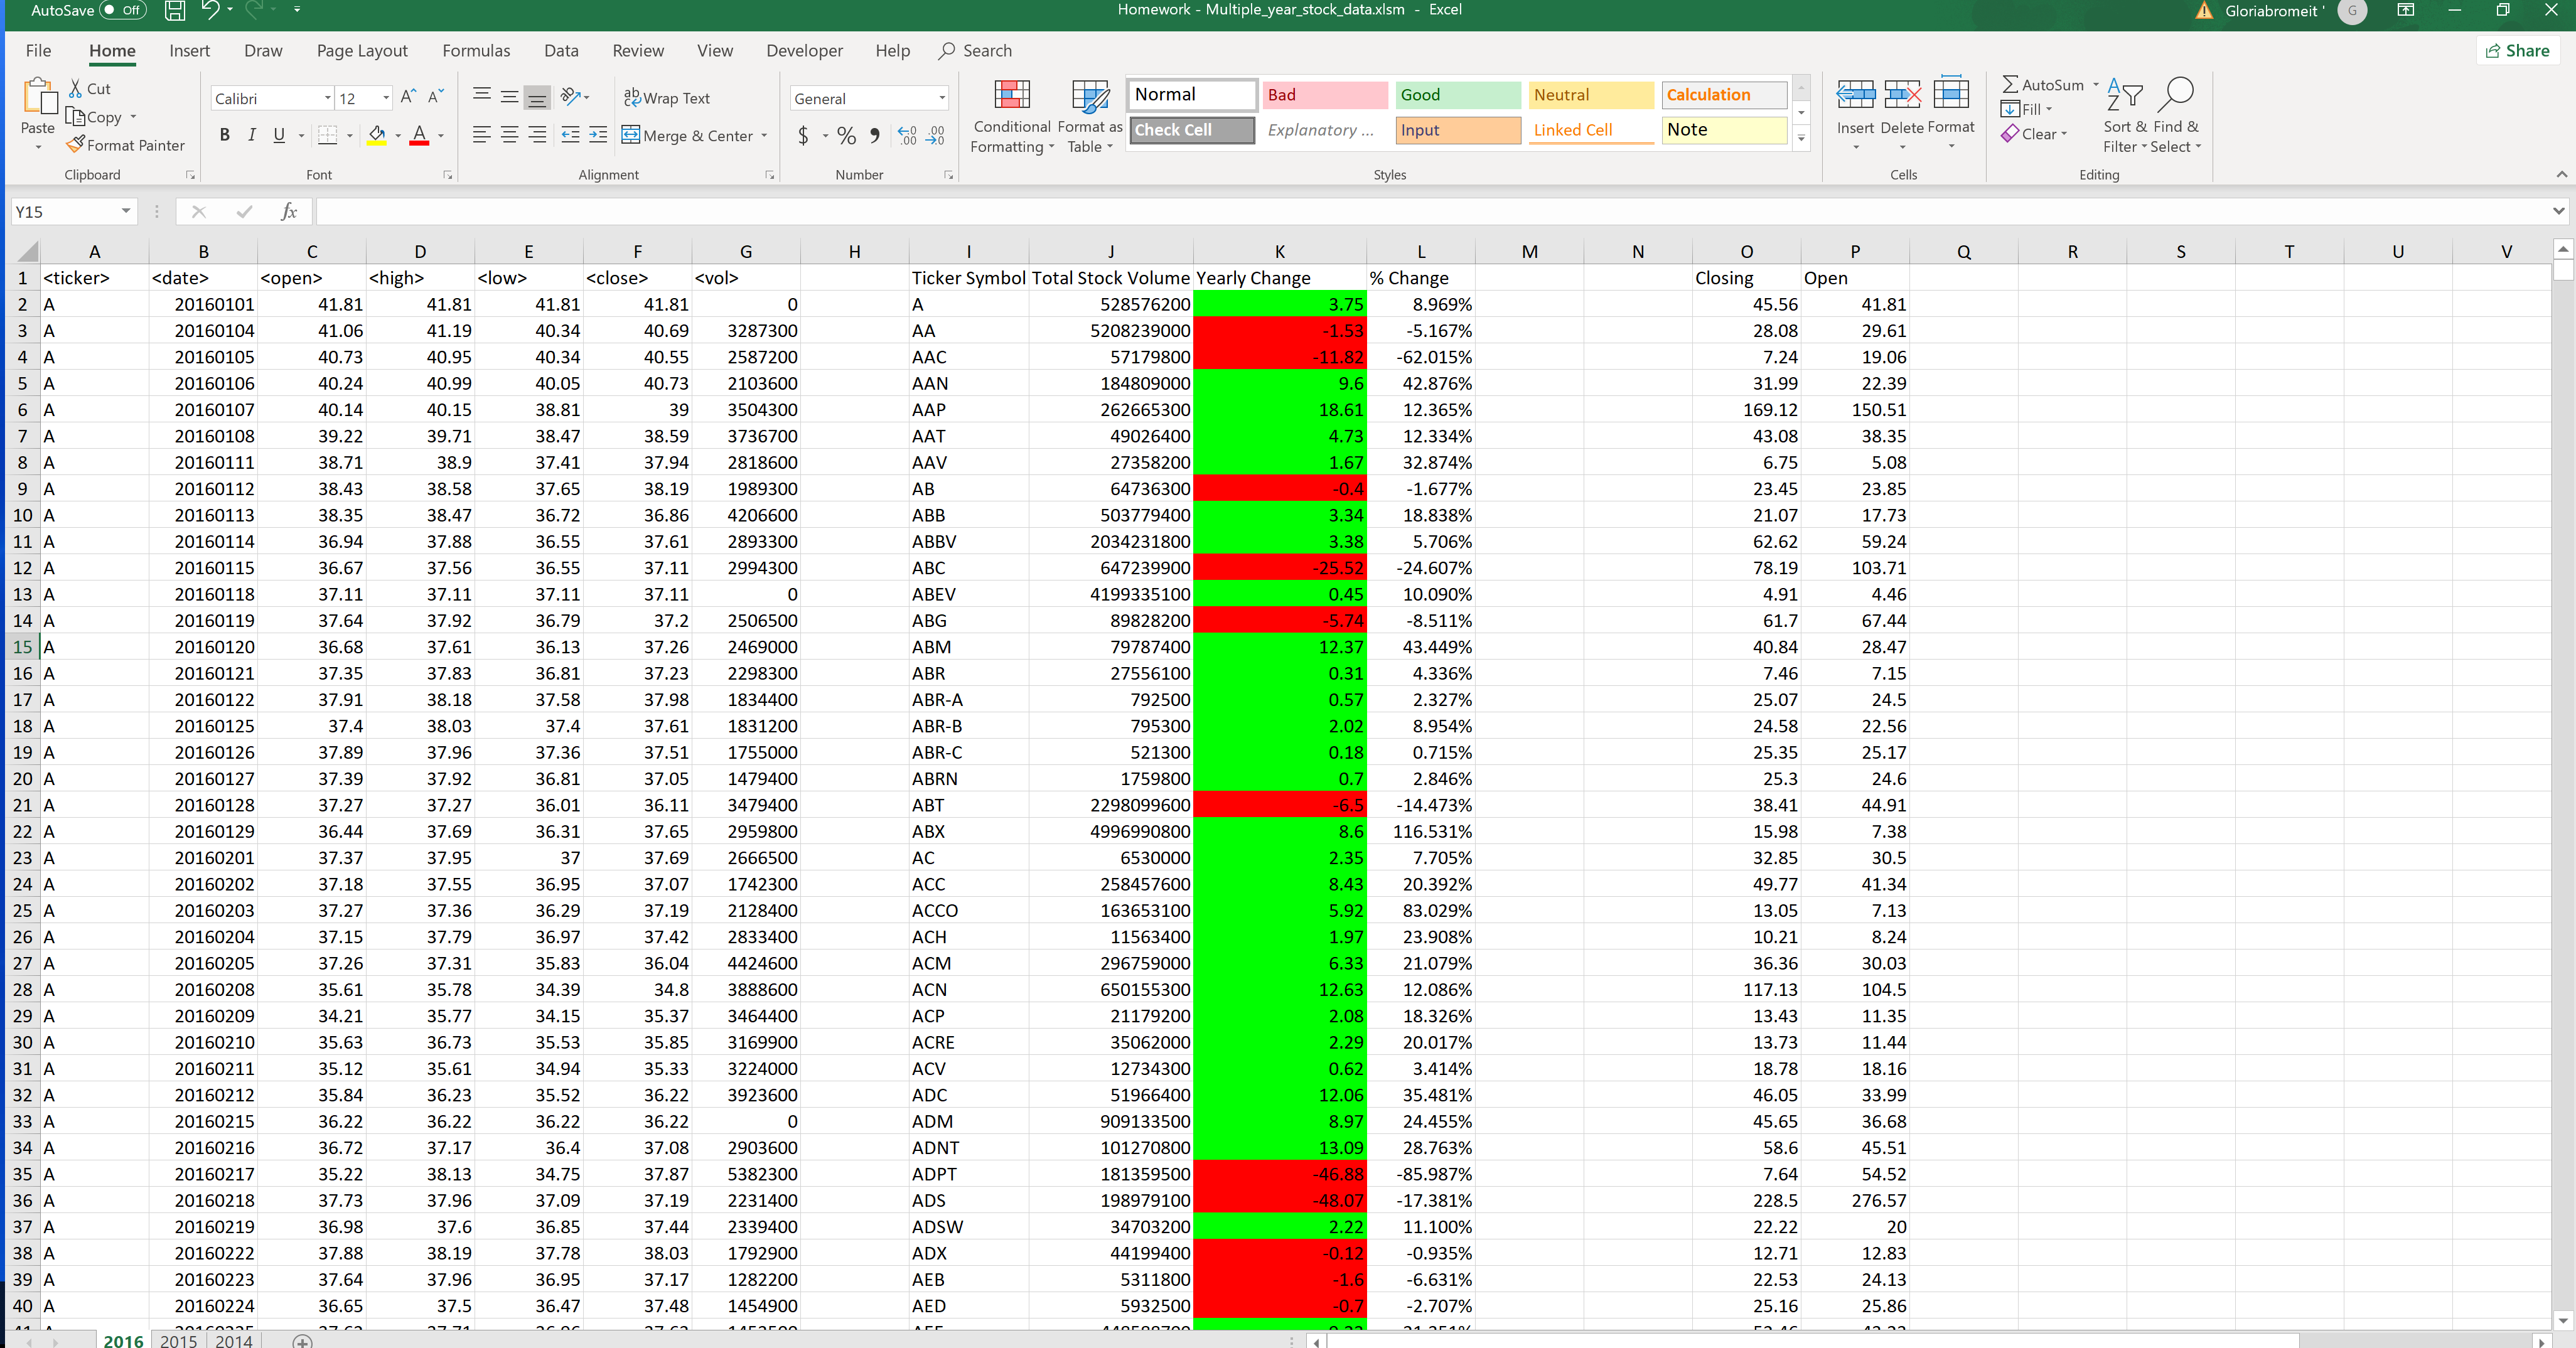 AutoSave Off Homework - Multiple_year_stock_data.xlsm - Excel Gloriabromeit ' G
File Home Insert Draw Page Layout Formulas Data Review View Developer Help Search Share
Paste Cut Copy Format Painter Clipboard
Calibri 12 A A B I U A Font
ab Wrap Text Merge & Center Alignment
General $ % , Number
Conditional Formatting Format as Table Normal Bad Good Neutral Calculation
Check Cell Explanatory ... Input Linked Cell Note Styles
Insert Delete Format Cells
AutoSum Fill Clear Sort & Filter Find & Select Editing
Y15 fx
A B C D E F G H I J K L M N O P Q R S T U V
1 <ticker> <date> <open> <high> <low> <close> <vol> Ticker Symbol Total Stock Volume Yearly Change % Change Closing Open
2 A 20160101 41.81 41.81 41.81 41.81 0 A 528576200 3.75 8.969% 45.56 41.81
3 A 20160104 41.06 41.19 40.34 40.69 3287300 AA 5208239000 -1.53 -5.167% 28.08 29.61
4 A 20160105 40.73 40.95 40.34 40.55 2587200 AAC 57179800 -11.82 -62.015% 7.24 19.06
5 A 20160106 40.24 40.99 40.05 40.73 2103600 AAN 184809000 9.6 42.876% 31.99 22.39
6 A 20160107 40.14 40.15 38.81 39 3504300 AAP 262665300 18.61 12.365% 169.12 150.51
7 A 20160108 39.22 39.71 38.47 38.59 3736700 AAT 49026400 4.73 12.334% 43.08 38.35
8 A 20160111 38.71 38.9 37.41 37.94 2818600 AAV 27358200 1.67 32.874% 6.75 5.08
9 A 20160112 38.43 38.58 37.65 38.19 1989300 AB 64736300 -0.4 -1.677% 23.45 23.85
10 A 20160113 38.35 38.47 36.72 36.86 4206600 ABB 503779400 3.34 18.838% 21.07 17.73
11 A 20160114 36.94 37.88 36.55 37.61 2893300 ABBV 2034231800 3.38 5.706% 62.62 59.24
12 A 20160115 36.67 37.56 36.55 37.11 2994300 ABC 647239900 -25.52 -24.607% 78.19 103.71
13 A 20160118 37.11 37.11 37.11 37.11 0 ABEV 4199335100 0.45 10.090% 4.91 4.46
14 A 20160119 37.64 37.92 36.79 37.2 2506500 ABG 89828200 -5.74 -8.511% 61.7 67.44
15 A 20160120 36.68 37.61 36.13 37.26 2469000 ABM 79787400 12.37 43.449% 40.84 28.47
16 A 20160121 37.35 37.83 36.81 37.23 2298300 ABR 27556100 0.31 4.336% 7.46 7.15
17 A 20160122 37.91 38.18 37.58 37.98 1834400 ABR-A 792500 0.57 2.327% 25.07 24.5
18 A 20160125 37.4 38.03 37.4 37.61 1831200 ABR-B 795300 2.02 8.954% 24.58 22.56
19 A 20160126 37.89 37.96 37.36 37.51 1755000 ABR-C 521300 0.18 0.715% 25.35 25.17
20 A 20160127 37.39 37.92 36.81 37.05 1479400 ABRN 1759800 0.7 2.846% 25.3 24.6
21 A 20160128 37.27 37.27 36.01 36.11 3479400 ABT 2298099600 -6.5 -14.473% 38.41 44.91
22 A 20160129 36.44 37.69 36.31 37.65 2959800 ABX 4996990800 8.6 116.531% 15.98 7.38
23 A 20160201 37.37 37.95 37 37.69 2666500 AC 6530000 2.35 7.705% 32.85 30.5
24 A 20160202 37.18 37.55 36.95 37.07 1742300 ACC 258457600 8.43 20.392% 49.77 41.34
25 A 20160203 37.27 37.36 36.29 37.19 2128400 ACCO 163653100 5.92 83.029% 13.05 7.13
26 A 20160204 37.15 37.79 36.97 37.42 2833400 ACH 11563400 1.97 23.908% 10.21 8.24
27 A 20160205 37.26 37.31 35.83 36.04 4424600 ACM 296759000 6.33 21.079% 36.36 30.03
28 A 20160208 35.61 35.78 34.39 34.8 3888600 ACN 650155300 12.63 12.086% 117.13 104.5
29 A 20160209 34.21 35.77 34.15 35.37 3464400 ACP 21179200 2.08 18.326% 13.43 11.35
30 A 20160210 35.63 36.73 35.53 35.85 3169900 ACRE 35062000 2.29 20.017% 13.73 11.44
31 A 20160211 35.12 35.61 34.94 35.33 3224000 ACV 12734300 0.62 3.414% 18.78 18.16
32 A 20160212 35.84 36.23 35.52 36.22 3923600 ADC 51966400 12.06 35.481% 46.05 33.99
33 A 20160215 36.22 36.22 36.22 36.22 0 ADM 909133500 8.97 24.455% 45.65 36.68
34 A 20160216 36.72 37.17 36.4 37.08 2903600 ADNT 101270800 13.09 28.763% 58.6 45.51
35 A 20160217 35.22 38.13 34.75 37.87 5382300 ADPT 181359500 -46.88 -85.987% 7.64 54.52
36 A 20160218 37.73 37.96 37.09 37.19 2231400 ADS 198979100 -48.07 -17.381% 228.5 276.57
37 A 20160219 36.98 37.6 36.85 37.44 2339400 ADSW 34703200 2.22 11.100% 22.22 20
38 A 20160222 37.88 38.19 37.78 38.03 1792900 ADX 44199400 -0.12 -0.935% 12.71 12.83
39 A 20160223 37.64 37.96 36.95 37.17 1282200 AEB 5311800 -1.6 -6.631% 22.53 24.13
40 A 20160224 36.65 37.5 36.47 37.48 1454900 AED 5932500 -0.7 -2.707% 25.16 25.86
2016 2015 2014